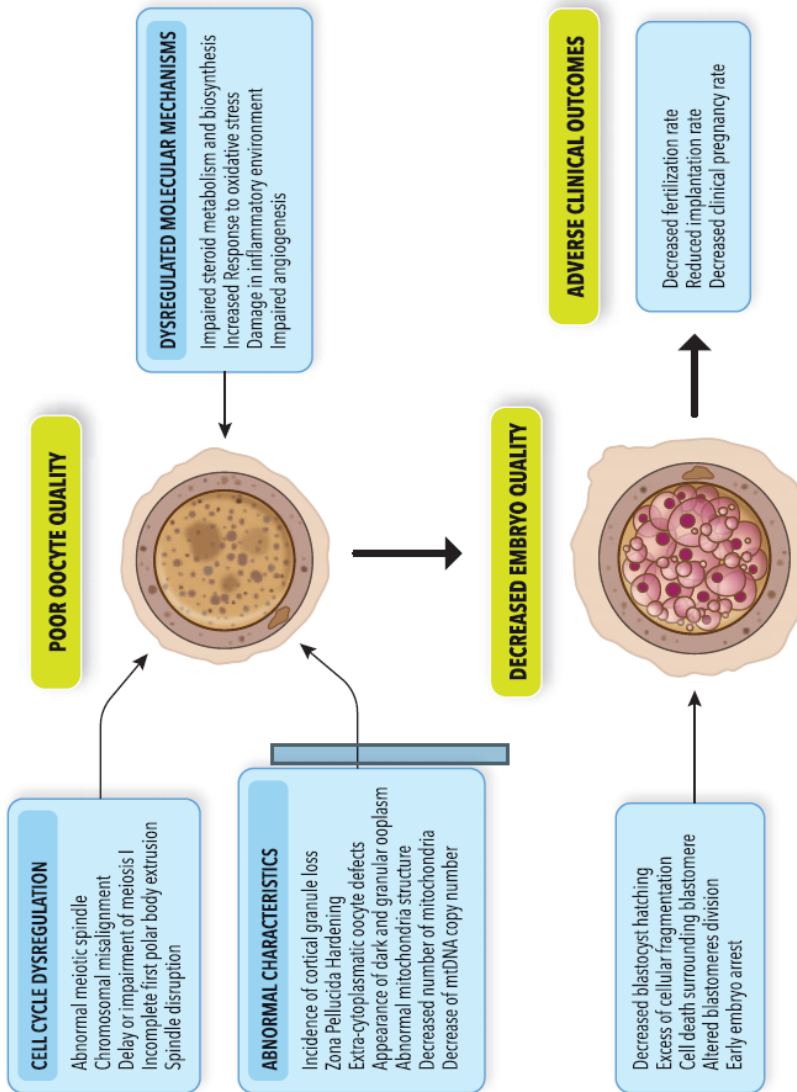 CELL CYCLE DYSREGULATION
Abnormal meiotic spindle
Chromosomal misalignment
Delay or impairment of meiosis I
Incomplete first polar body extrusion
Spindle disruption
ABNORMAL CHARACTERISTICS
Incidence of cortical granule loss
Zona Pellucida Hardening
Extra-cytoplasmatic oocyte defects
Appearance of dark and granular ooplasm
Abnormal mitochondria structure
Decreased number of mitochondria
Decrease of mtDNA copy number
POOR OOCYTE QUALITY
DYSREGULATED MOLECULAR MECHANISMS
Impaired steroid metabolism and biosynthesis
Increased Response to oxidative stress
Damage in inflammatory environment
Impaired angiogenesis
Decreased blastocyst hatching
Excess of cellular fragmentation
Cell death surrounding blastomere
Altered blastomeres division
Early embryo arrest
DECREASED EMBRYO QUALITY
ADVERSE CLINICAL OUTCOMES
Decreased fertilization rate
Reduced implantation rate
Decreased clinical pregnancy rate